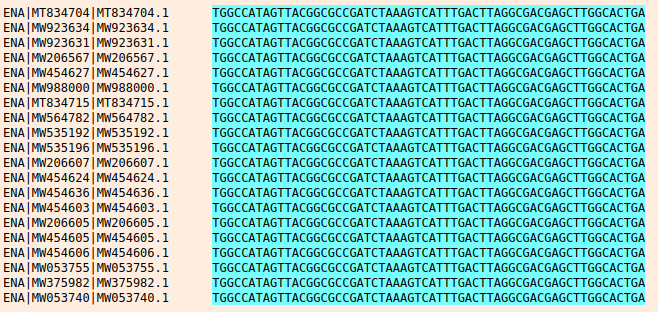 ENA|MT834704|MT834704.1 TGGCCATAGTTACGGCGCCGATCTAAAGTCATTTGACTTAGGCGACGAGCTTGGCACTGA
ENA|MW923634|MW923634.1 TGGCCATAGTTACGGCGCCGATCTAAAGTCATTTGACTTAGGCGACGAGCTTGGCACTGA
ENA|MW923631|MW923631.1 TGGCCATAGTTACGGCGCCGATCTAAAGTCATTTGACTTAGGCGACGAGCTTGGCACTGA
ENA|MW206567|MW206567.1 TGGCCATAGTTACGGCGCCGATCTAAAGTCATTTGACTTAGGCGACGAGCTTGGCACTGA
ENA|MW454627|MW454627.1 TGGCCATAGTTACGGCGCCGATCTAAAGTCATTTGACTTAGGCGACGAGCTTGGCACTGA
ENA|MW988000|MW988000.1 TGGCCATAGTTACGGCGCCGATCTAAAGTCATTTGACTTAGGCGACGAGCTTGGCACTGA
ENA|MT834715|MT834715.1 TGGCCATAGTTACGGCGCCGATCTAAAGTCATTTGACTTAGGCGACGAGCTTGGCACTGA
ENA|MW564782|MW564782.1 TGGCCATAGTTACGGCGCCGATCTAAAGTCATTTGACTTAGGCGACGAGCTTGGCACTGA
ENA|MW535192|MW535192.1 TGGCCATAGTTACGGCGCCGATCTAAAGTCATTTGACTTAGGCGACGAGCTTGGCACTGA
ENA|MW535196|MW535196.1 TGGCCATAGTTACGGCGCCGATCTAAAGTCATTTGACTTAGGCGACGAGCTTGGCACTGA
ENA|MW206607|MW206607.1 TGGCCATAGTTACGGCGCCGATCTAAAGTCATTTGACTTAGGCGACGAGCTTGGCACTGA
ENA|MW454624|MW454624.1 TGGCCATAGTTACGGCGCCGATCTAAAGTCATTTGACTTAGGCGACGAGCTTGGCACTGA
ENA|MW454636|MW454636.1 TGGCCATAGTTACGGCGCCGATCTAAAGTCATTTGACTTAGGCGACGAGCTTGGCACTGA
ENA|MW454603|MW454603.1 TGGCCATAGTTACGGCGCCGATCTAAAGTCATTTGACTTAGGCGACGAGCTTGGCACTGA
ENA|MW206605|MW206605.1 TGGCCATAGTTACGGCGCCGATCTAAAGTCATTTGACTTAGGCGACGAGCTTGGCACTGA
ENA|MW454605|MW454605.1 TGGCCATAGTTACGGCGCCGATCTAAAGTCATTTGACTTAGGCGACGAGCTTGGCACTGA
ENA|MW454606|MW454606.1 TGGCCATAGTTACGGCGCCGATCTAAAGTCATTTGACTTAGGCGACGAGCTTGGCACTGA
ENA|MW053755|MW053755.1 TGGCCATAGTTACGGCGCCGATCTAAAGTCATTTGACTTAGGCGACGAGCTTGGCACTGA
ENA|MW375982|MW375982.1 TGGCCATAGTTACGGCGCCGATCTAAAGTCATTTGACTTAGGCGACGAGCTTGGCACTGA
ENA|MW053740|MW053740.1 TGGCCATAGTTACGGCGCCGATCTAAAGTCATTTGACTTAGGCGACGAGCTTGGCACTGA